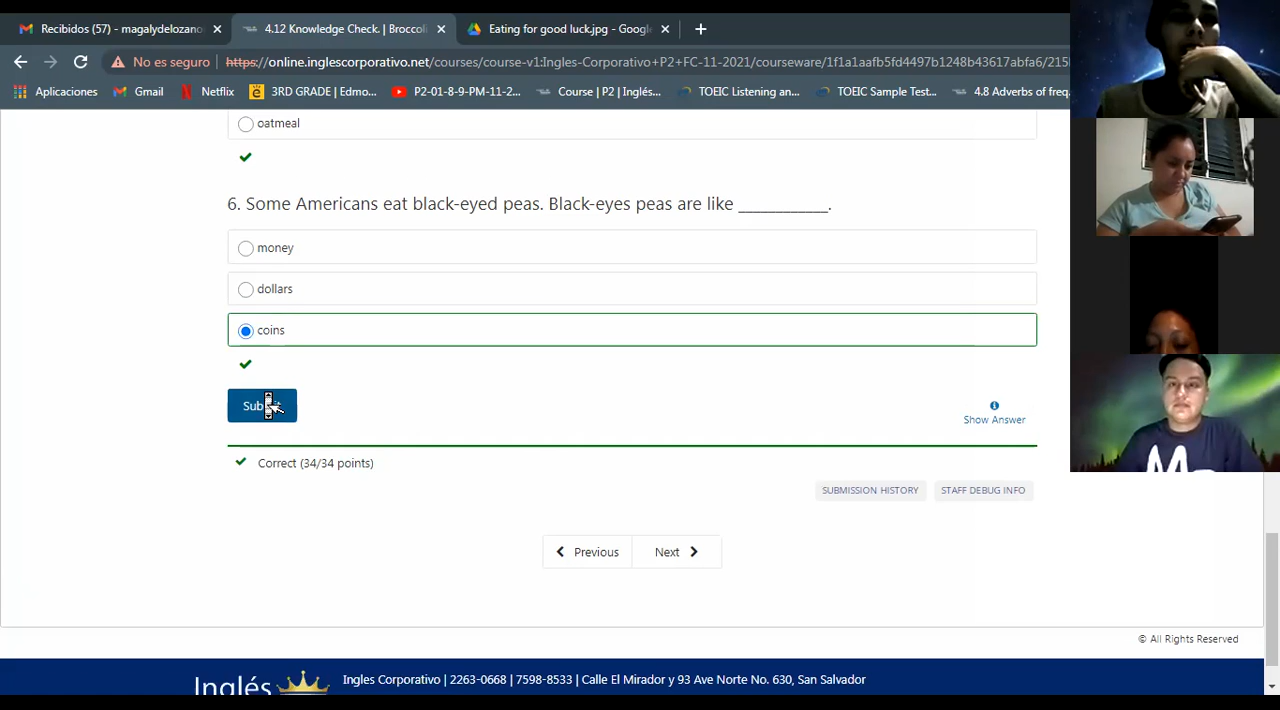 Recibidos (57) - magalydelozano
4.12 Knowledge Check. | Broccoli
Eating for good luck.jpg - Google
No es seguro
https://online.inglescorporativo.net/courses/course-v1:Ingles-Corporativo+P2+FC-11-2021/courseware/1f1a1aafb5fd4497b1248b43617abfa6/215
Aplicaciones
Gmail
Netflix
3RD GRADE | Edmo...
P2-01-8-9-PM-11-2...
Course | P2 | Inglés...
TOEIC Listening an...
TOEIC Sample Test...
4.8 Adverbs of freq.
oatmeal
6. Some Americans eat black-eyed peas. Black-eyes peas are like ____________.
money
dollars
coins
Show Answer
Correct (34/34 points)
SUBMISSION HISTORY
STAFF DEBUG INFO
Previous
Next
© All Rights Reserved
Inglés
Ingles Corporativo | 2263-0668 | 7598-8533 | Calle El Mirador y 93 Ave Norte No. 630, San Salvador